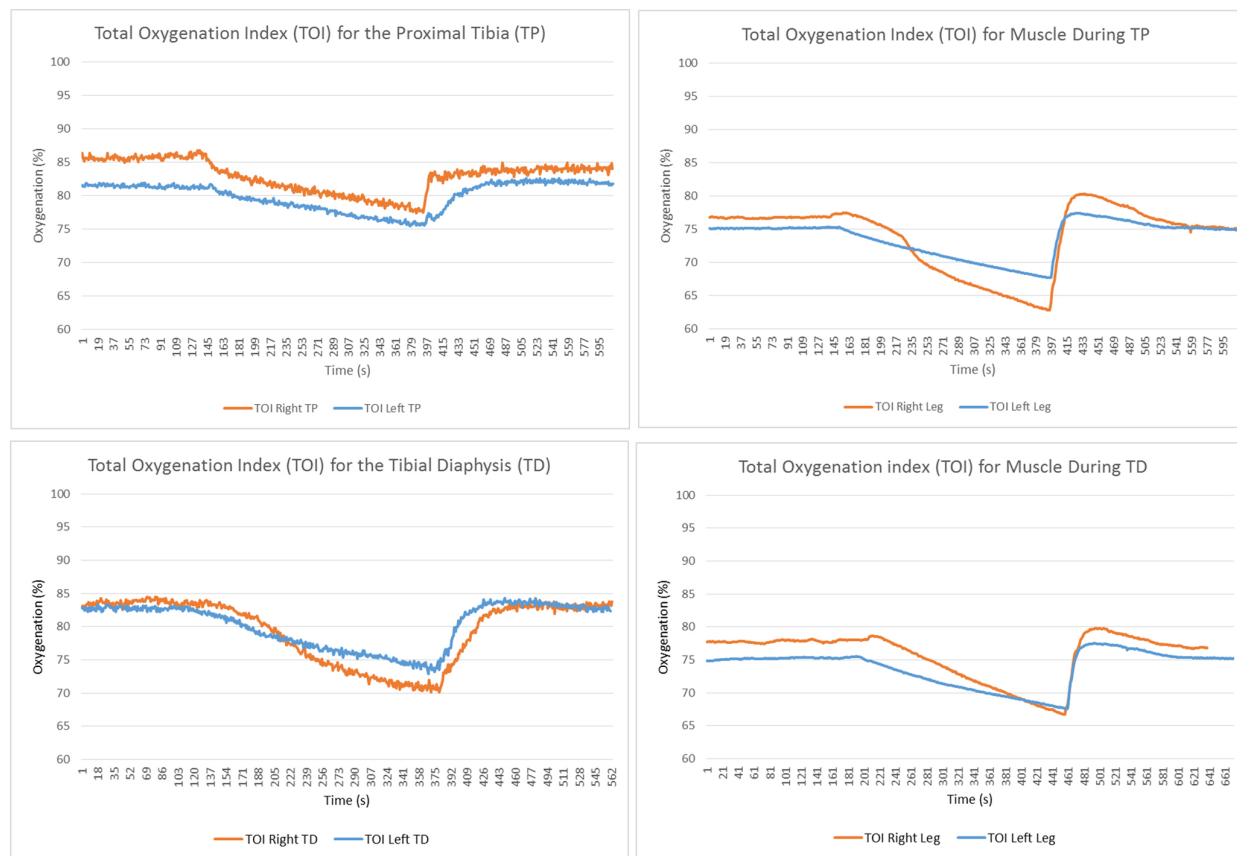 Total Oxygenation Index (TOI) for the Proximal Tibia (TP)
Oxygenation (%)
100
95
90
85
80
75
70
65
60
1 19 37 55 73 91 109 127 145 163 181 199 217 235 253 271 289 307 325 343 361 379 397 415 433 451 469 487 505 523 541 559 577 595
Time (s)
TOI Right TP TOI Left TP
Total Oxygenation Index (TOI) for Muscle During TP
Oxygenation (%)
100
95
90
85
80
75
70
65
60
1 19 37 55 73 91 109 127 145 163 181 199 217 235 253 271 289 307 325 343 361 379 397 415 433 451 469 487 505 523 541 559 577 595
Time (s)
TOI Right Leg TOI Left Leg
Total Oxygenation Index (TOI) for the Tibial Diaphysis (TD)
Oxygenation (%)
100
95
90
85
80
75
70
65
60
1 18 35 52 69 86 103 120 137 154 171 188 205 222 239 256 273 290 307 324 341 358 375 392 409 426 443 460 477 494 511 528 545 562
Time (s)
TOI Right TD TOI Left TD
Total Oxygenation index (TOI) for Muscle During TD
Oxygenation (%)
100
95
90
85
80
75
70
65
60
1 21 41 61 81 101 121 141 161 181 201 221 241 261 281 301 321 341 361 381 401 421 441 461 481 501 521 541 561 581 601 621 641 661
Time (s)
TOI Right Leg TOI Left Leg